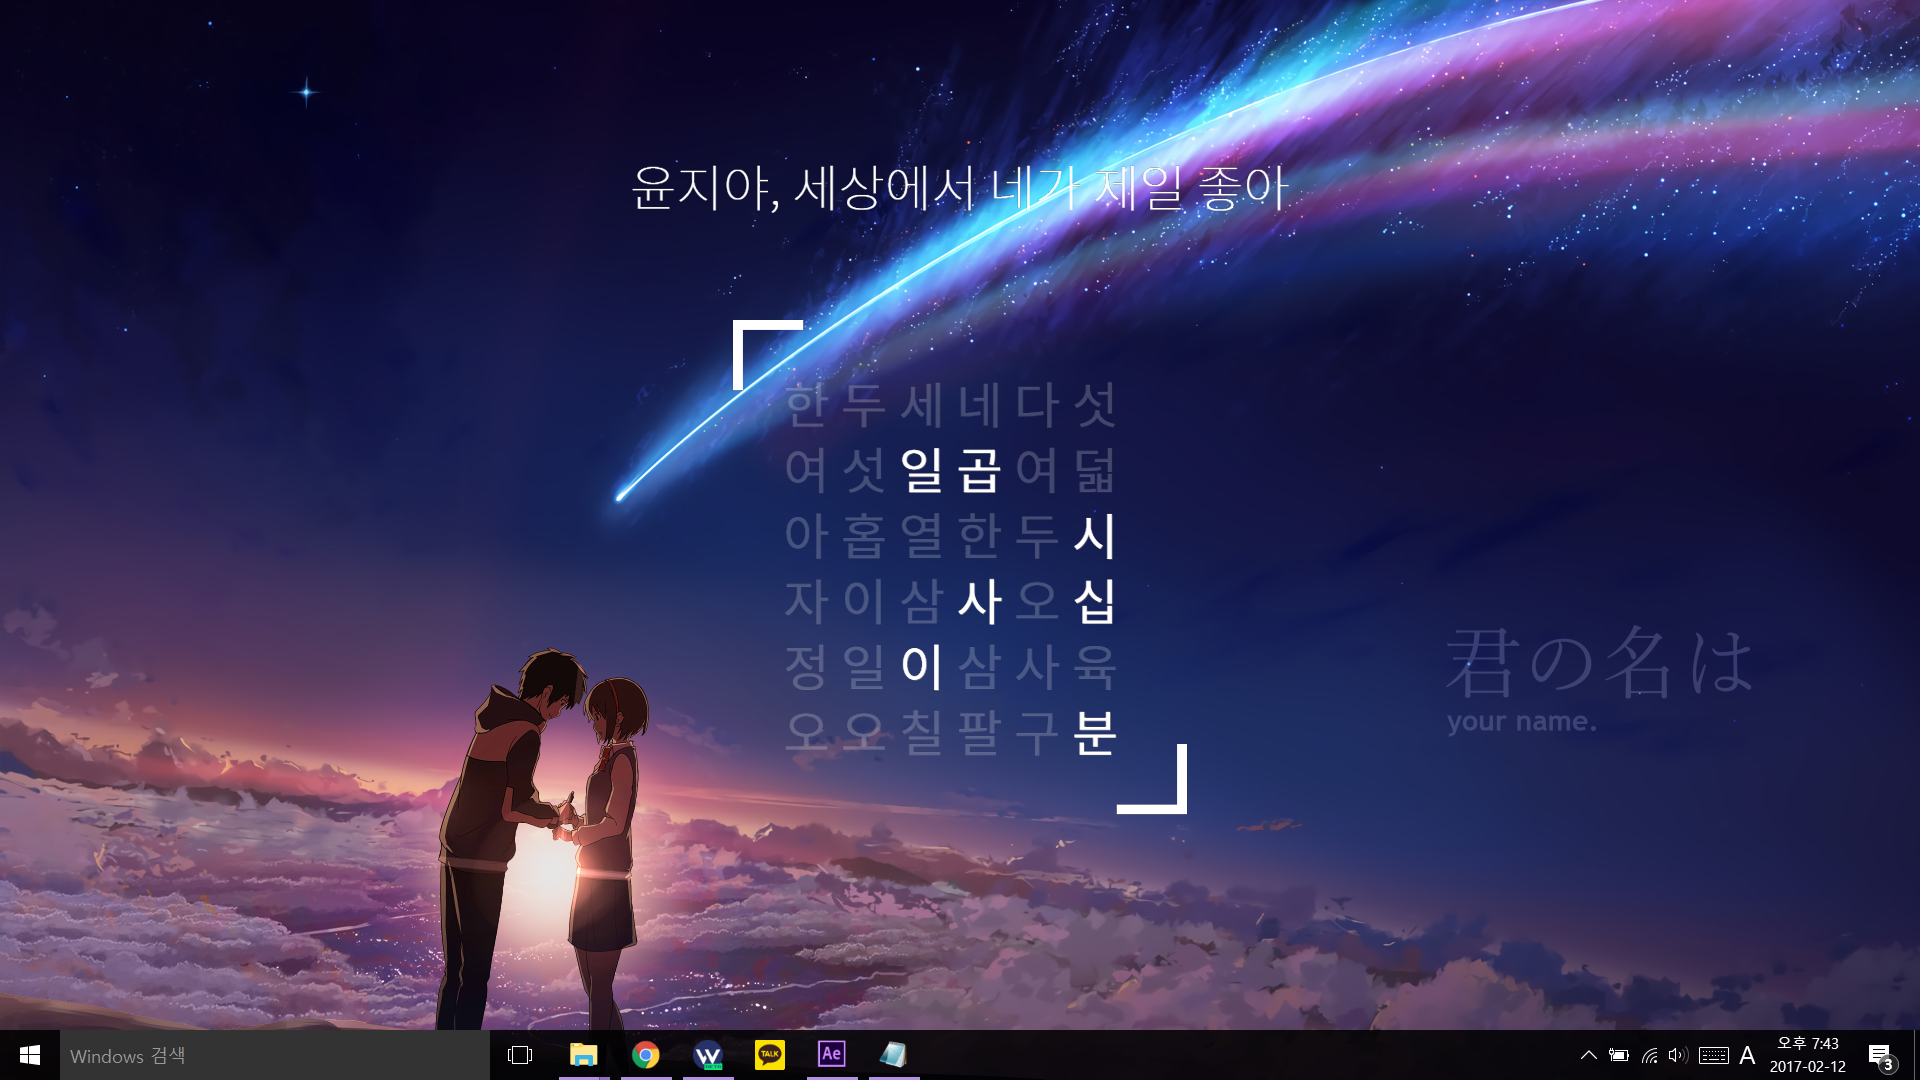 윤지야, 세상에서 네가 제일 좋아
한두세네다섯
여섯일곱여덟
아홉열한두시
자이삼사오십
정일이삼사육
오오칠팔구분
君の名は
your name.
Windows 검색
W
BETA
TALK
Ae
A
오후 7:43
2017-02-12
3